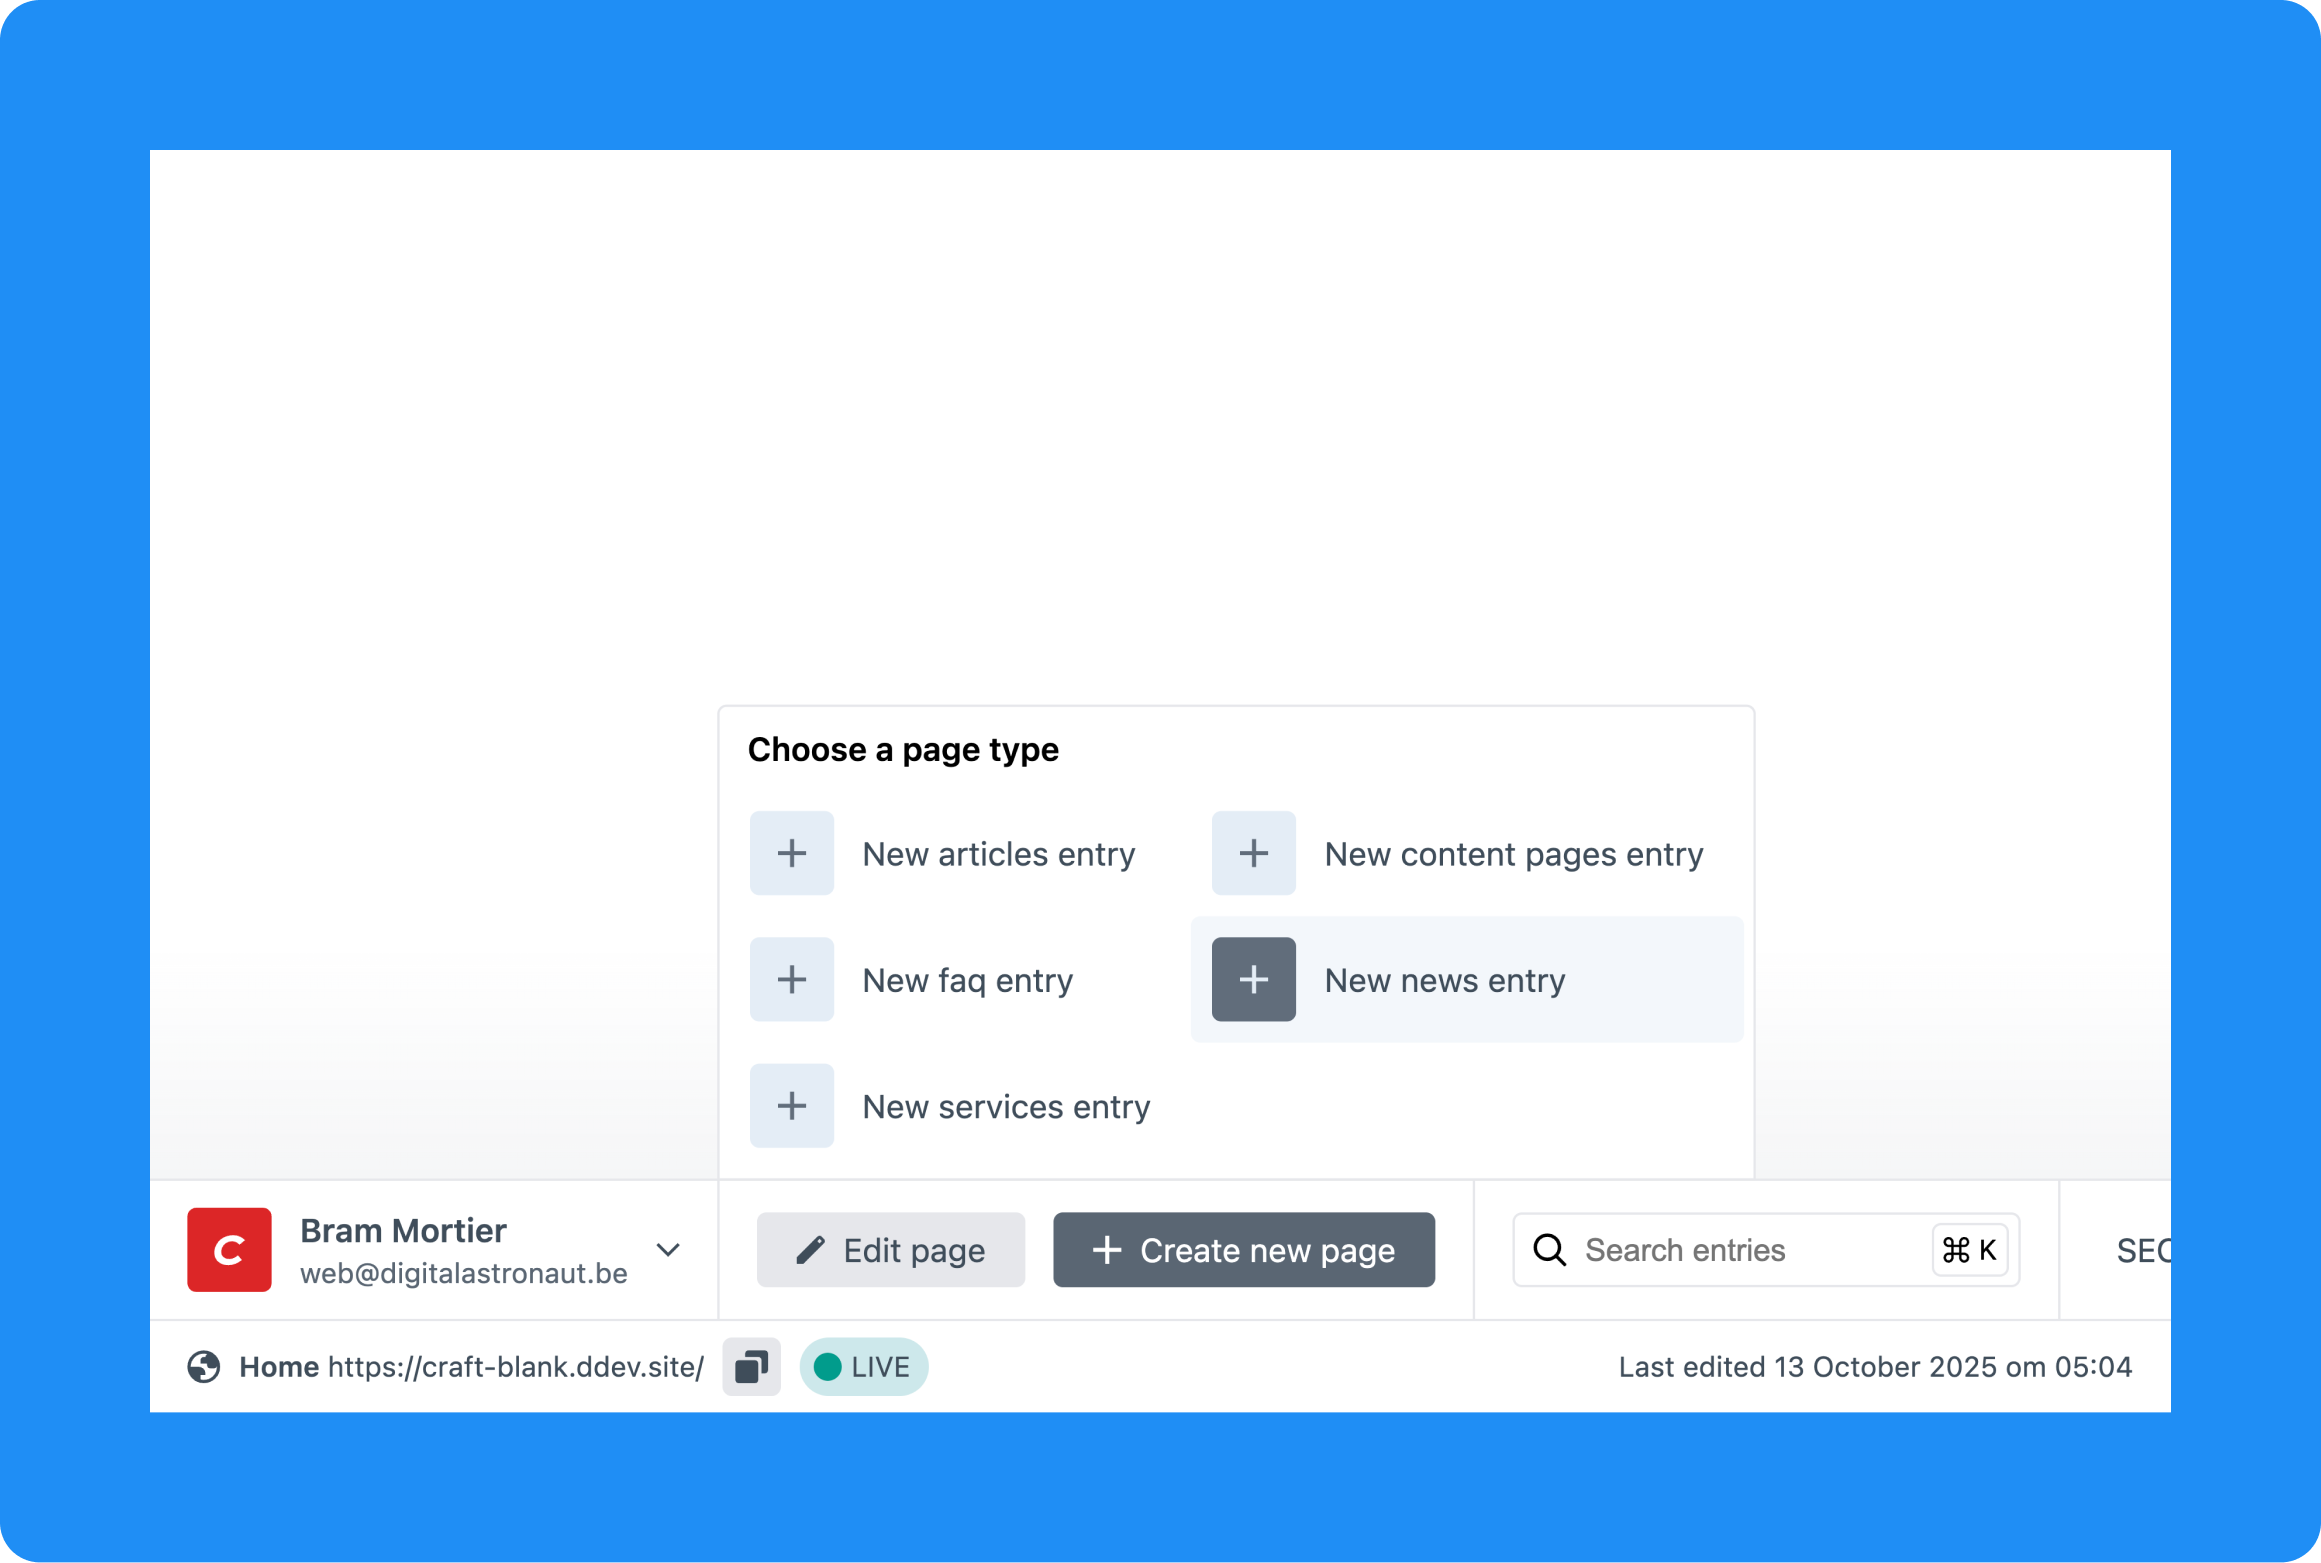 Choose a page type
New articles entry
New content pages entry
New faq entry
New news entry
New services entry
Bram Mortier
web@digitalastronaut.be
Edit page
Create new page
Search entries
⌘ K
SEO
Home https://craft-blank.ddev.site/
LIVE
Last edited 13 October 2025 om 05:04